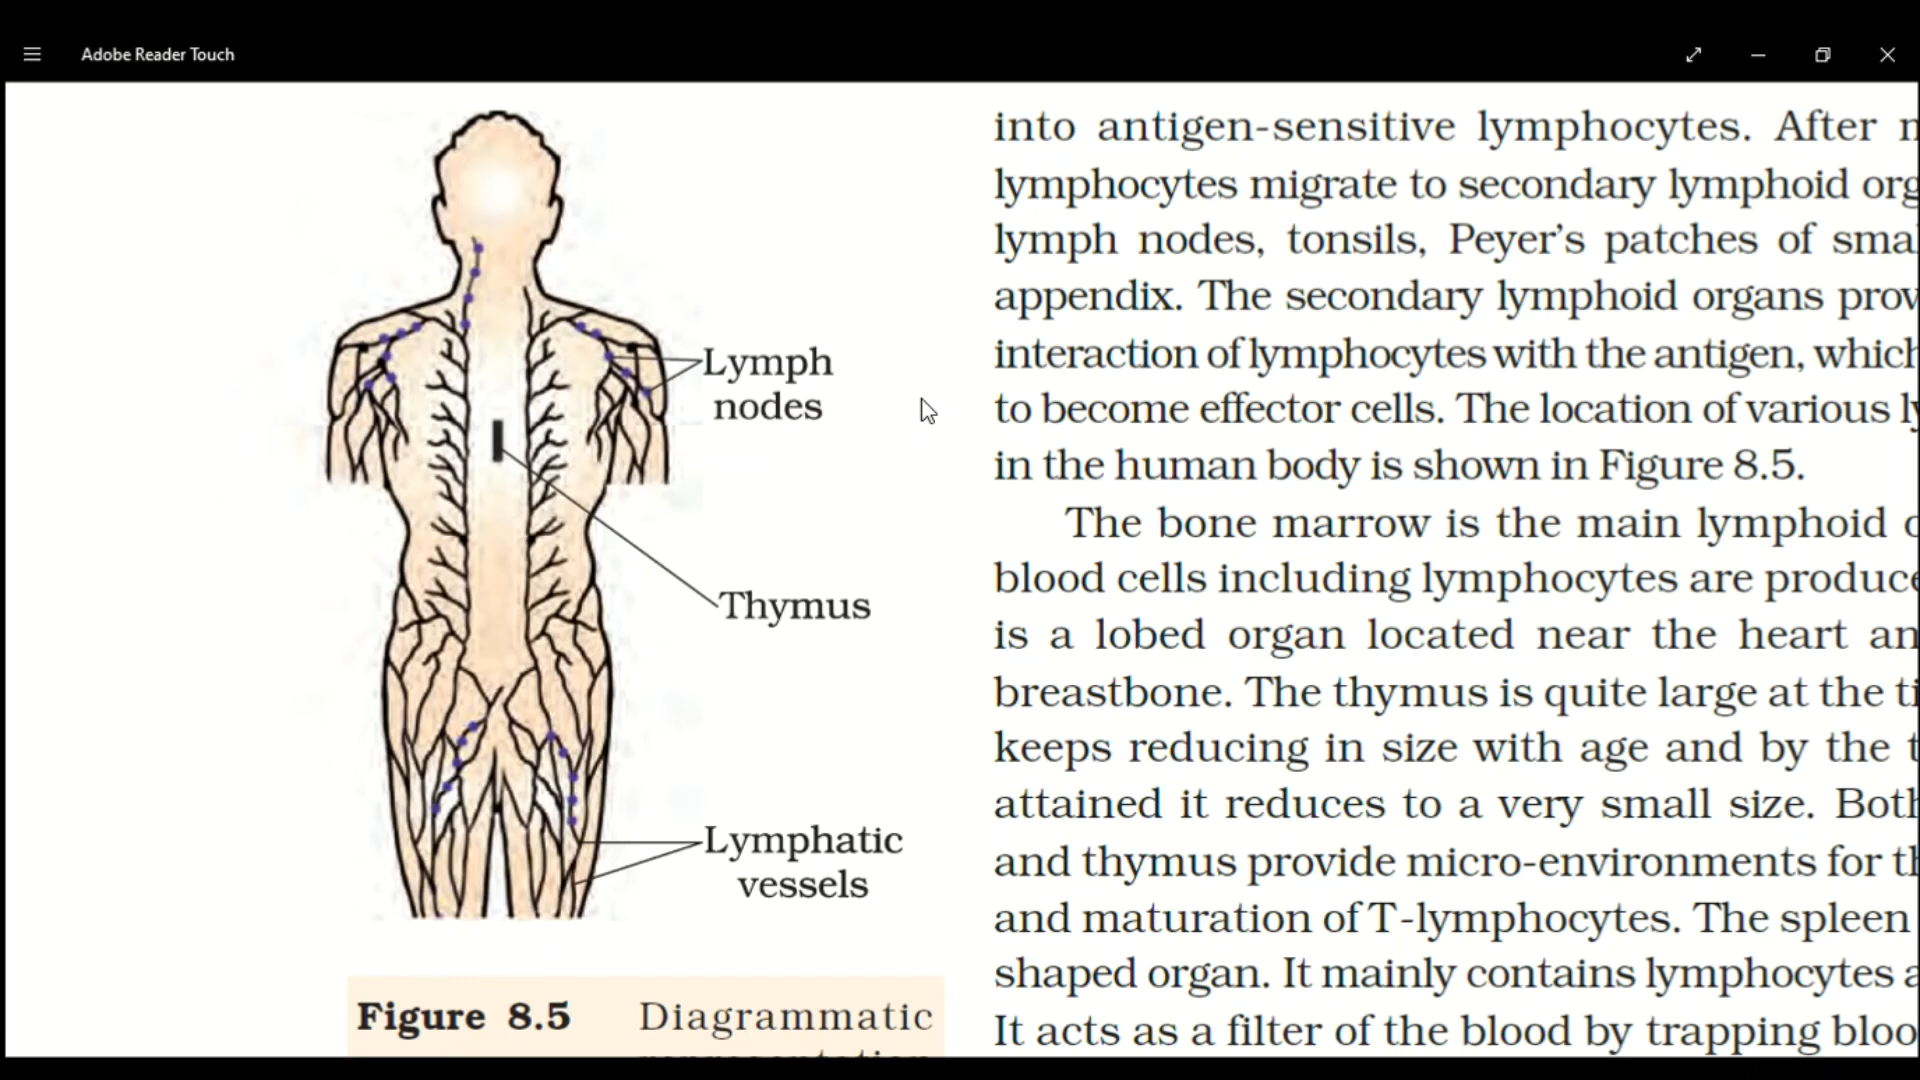 Adobe Reader Touch
Lymph
nodes
Thymus
Lymphatic
vessels
Figure 8.5 Diagrammatic
into antigen-sensitive lymphocytes. After
lymphocytes migrate to secondary lymphoid
lymph nodes, tonsils, Peyer's patches of
appendix. The secondary lymphoid organs
interaction of lymphocytes with the antigen, which
to become effector cells. The location of various
in the human body is shown in Figure 8.5.
The bone marrow is the main lymphoid
blood cells including lymphocytes are
is a lobed organ located near the heart
breastbone. The thymus is quite large at the
keeps reducing in size with age and by the
attained it reduces to a very small size.
and thymus provide micro-environments for
and maturation of T-lymphocytes. The spleen
shaped organ. It mainly contains lymphocytes
It acts as a filter of the blood by trapping